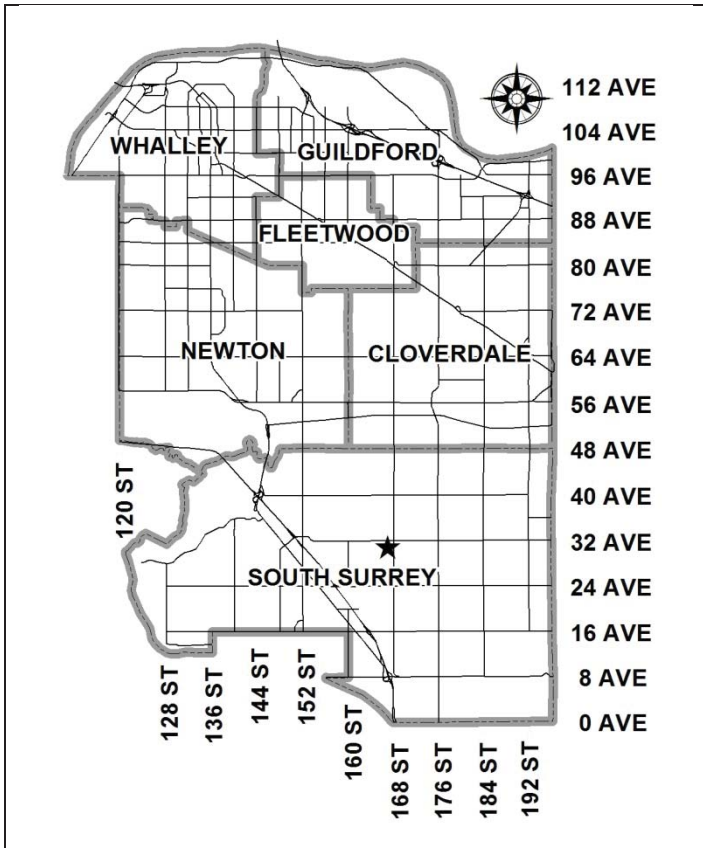 112 AVE
104 AVE
WHALLEY
GUILDFORD
96 AVE
88 AVE
FLEETWOOD
80 AVE
72 AVE
NEWTON
CLOVERDALE
64 AVE
56 AVE
48 AVE
120 ST
40 AVE
32 AVE
SOUTH SURREY
24 AVE
16 AVE
128 ST
136 ST
144 ST
152 ST
160 ST
8 AVE
0 AVE
168 ST
176 ST
184 ST
192 ST